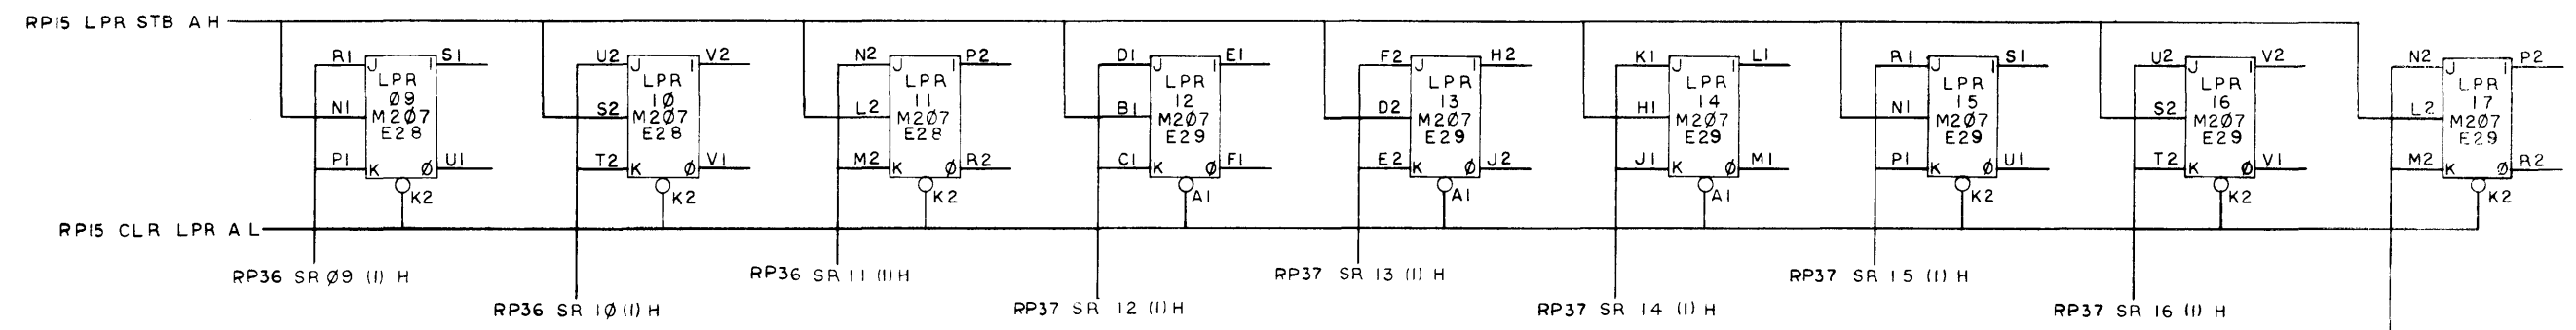 RP15 LPR STB A H
R1 J 1 S1 U2 J 1 V2 N2 J 1 P2 D1 J 1 E1 F2 J 1 H2 K1 J 1 L1 R1 J 1 S1 U2 J 1 V2 N2 J 1 P2
LPR LPR LPR LPR LPR LPR LPR LPR LPR
Ø9 1Ø 11 12 13 14 15 16 17
N1 M2Ø7 S2 M2Ø7 L2 M2Ø7 B1 M2Ø7 D2 M2Ø7 H1 M2Ø7 N1 M2Ø7 S2 M2Ø7 L2 M2Ø7
E28 E28 E28 E29 E29 E29 E29 E29 E29
P1 K Ø U1 T2 K Ø V1 M2 K Ø R2 C1 K Ø F1 E2 K Ø J2 J1 K Ø M1 P1 K Ø U1 T2 K Ø V1 M2 K Ø R2
K2 K2 K2 A1 A1 A1 K2 K2 K2
RP15 CLR LPR A L
RP36 SR Ø9 (1) H RP36 SR 11 (1) H RP37 SR 13 (1) H RP37 SR 15 (1) H
RP36 SR 1Ø (1) H RP37 SR 12 (1) H RP37 SR 14 (1) H RP37 SR 16 (1) H